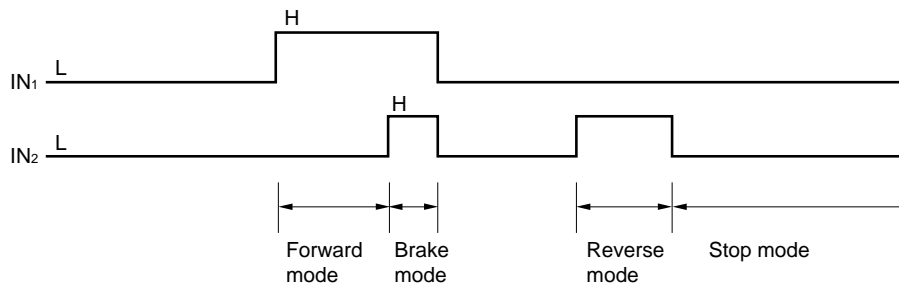 H
L
IN1
H
L
IN2
Forward mode
Brake mode
Reverse mode
Stop mode